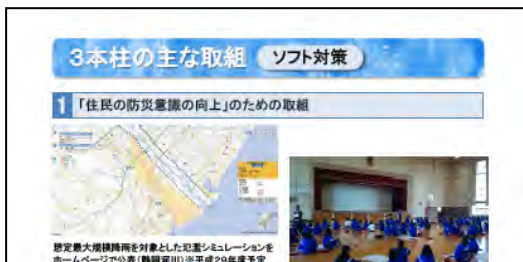 3本柱の主な取組 ソフト対策
1 「住民の防災意識の向上」のための取組
想定最大規模降雨を対象とした氾濫シミュレーションを
ホームページで公表(静岡河川)※平成29年度予定